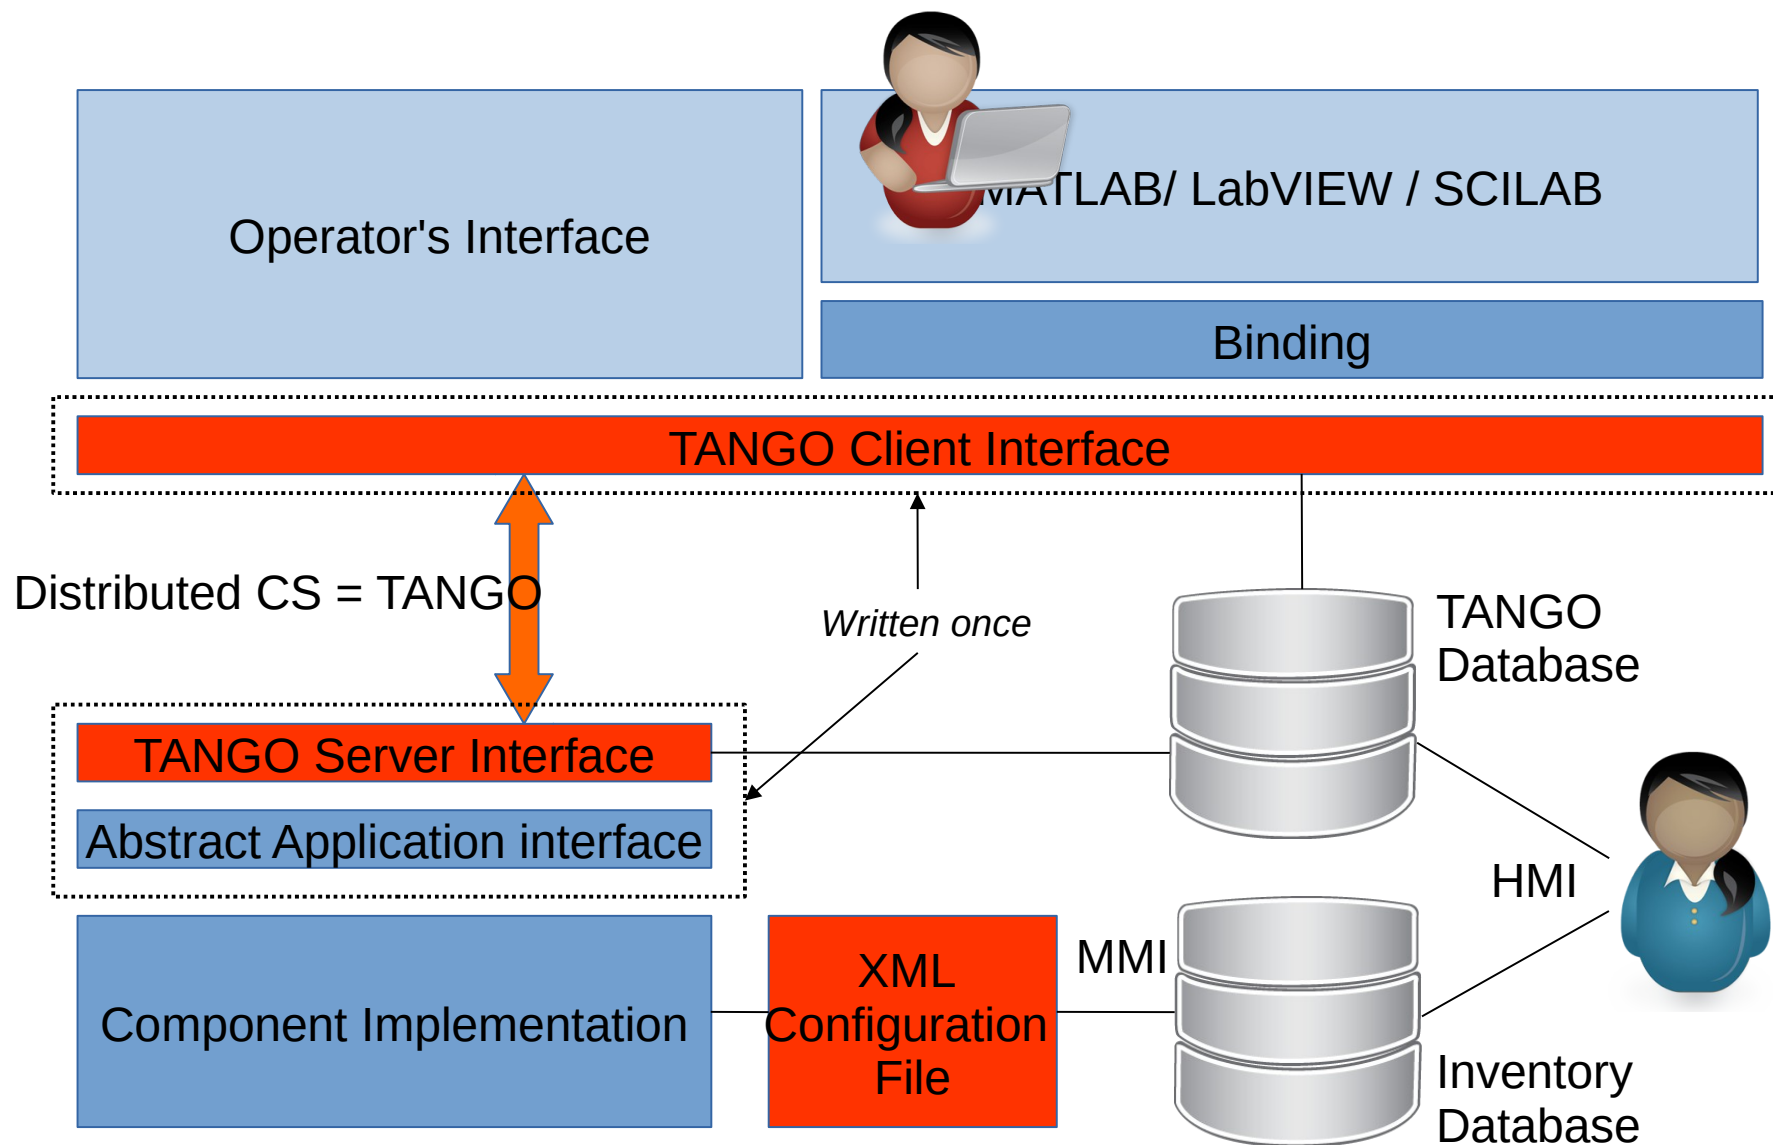 Operator's Interface
MATLAB/ LabVIEW / SCILAB
Binding
TANGO Client Interface
Distributed CS = TANGO
Written once
TANGO
Database
TANGO Server Interface
Abstract Application interface
HMI
Component Implementation
XML
Configuration
File
MMI
Inventory
Database